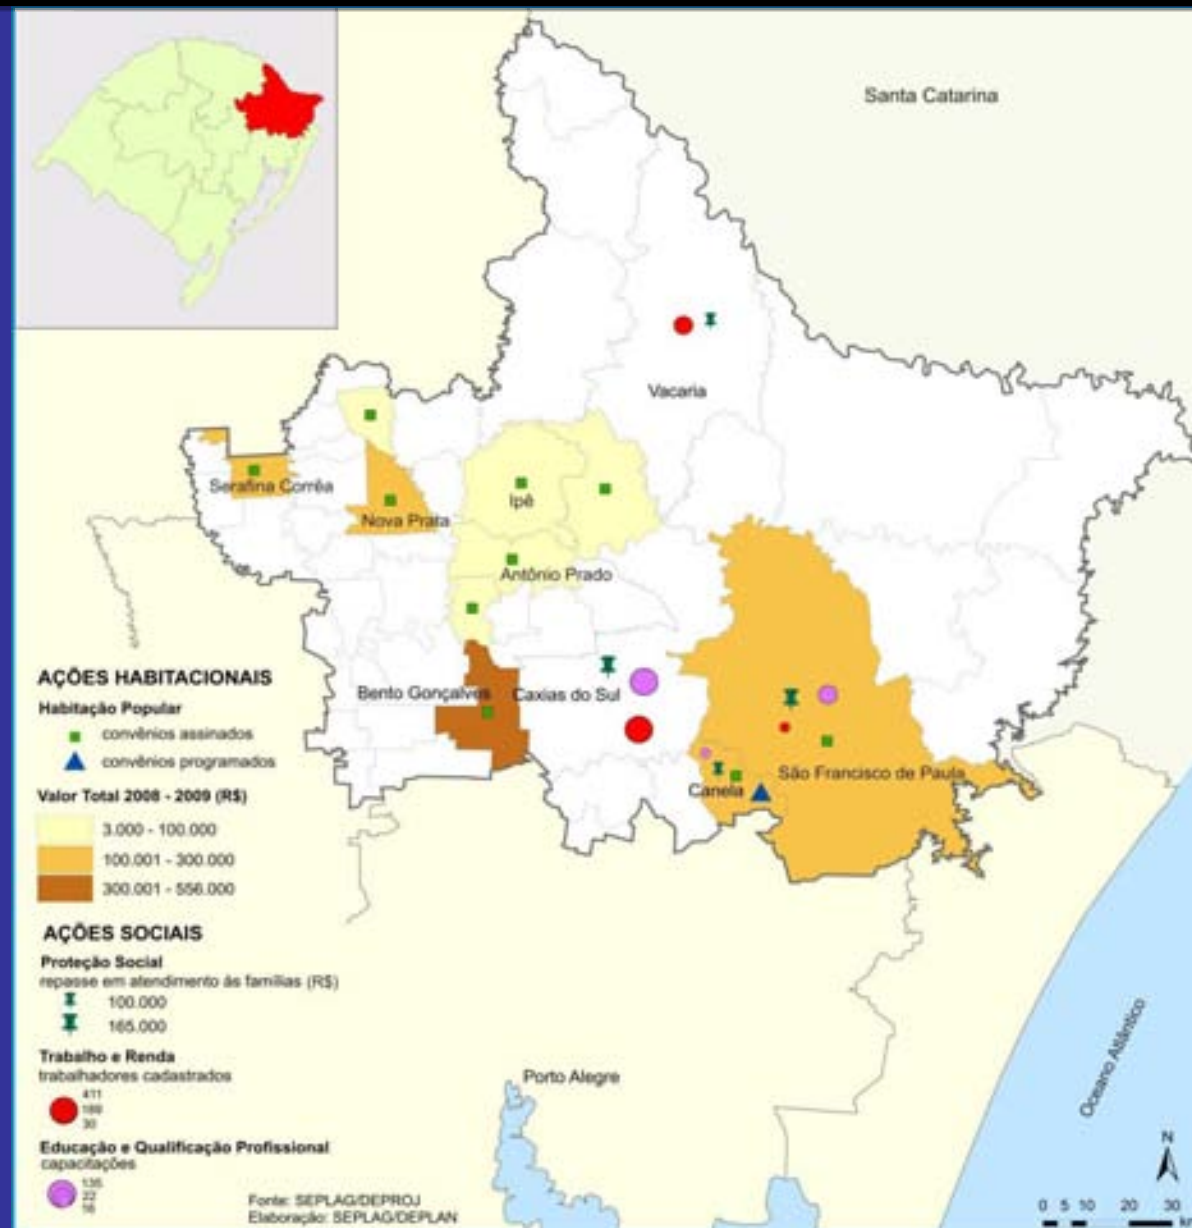 Santa Catarina
Vacaria
Serafina Corrêa
Ipê
Nova Prata
Antônio Prado
Bento Gonçalves
Caxias do Sul
São Francisco de Paula
Canela
AÇÕES HABITACIONAIS
Habitação Popular
convênios assinados
convênios programados
Valor Total 2008 - 2009 (R$)
3.000 - 100.000
100.001 - 300.000
300.001 - 556.000
AÇÕES SOCIAIS
Proteção Social
repasse em atendimento às famílias (R$)
100.000
165.000
Trabalho e Renda
trabalhadores cadastrados
411
30
Educação e Qualificação Profissional
capacitações
135
22
16
Fonte: SEPLAG/DEPROJ
Elaboração: SEPLAG/DEPLAN
Porto Alegre
Oceano Atlântico
N
0 5 10 20 30